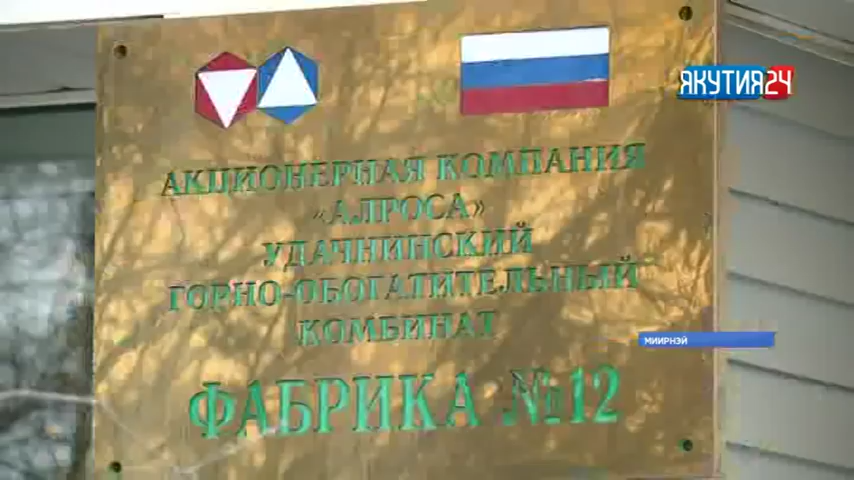 ЯКУТИЯ24
АКЦИОНЕРНАЯ КОМПАНИЯ
«АЛРОСА»
УДАЧНИНСКИЙ
ГОРНО-ОБОГАТИТЕЛЬНЫЙ
КОМБИНАТ
МИИРНЭЙ
ФАБРИКА №12